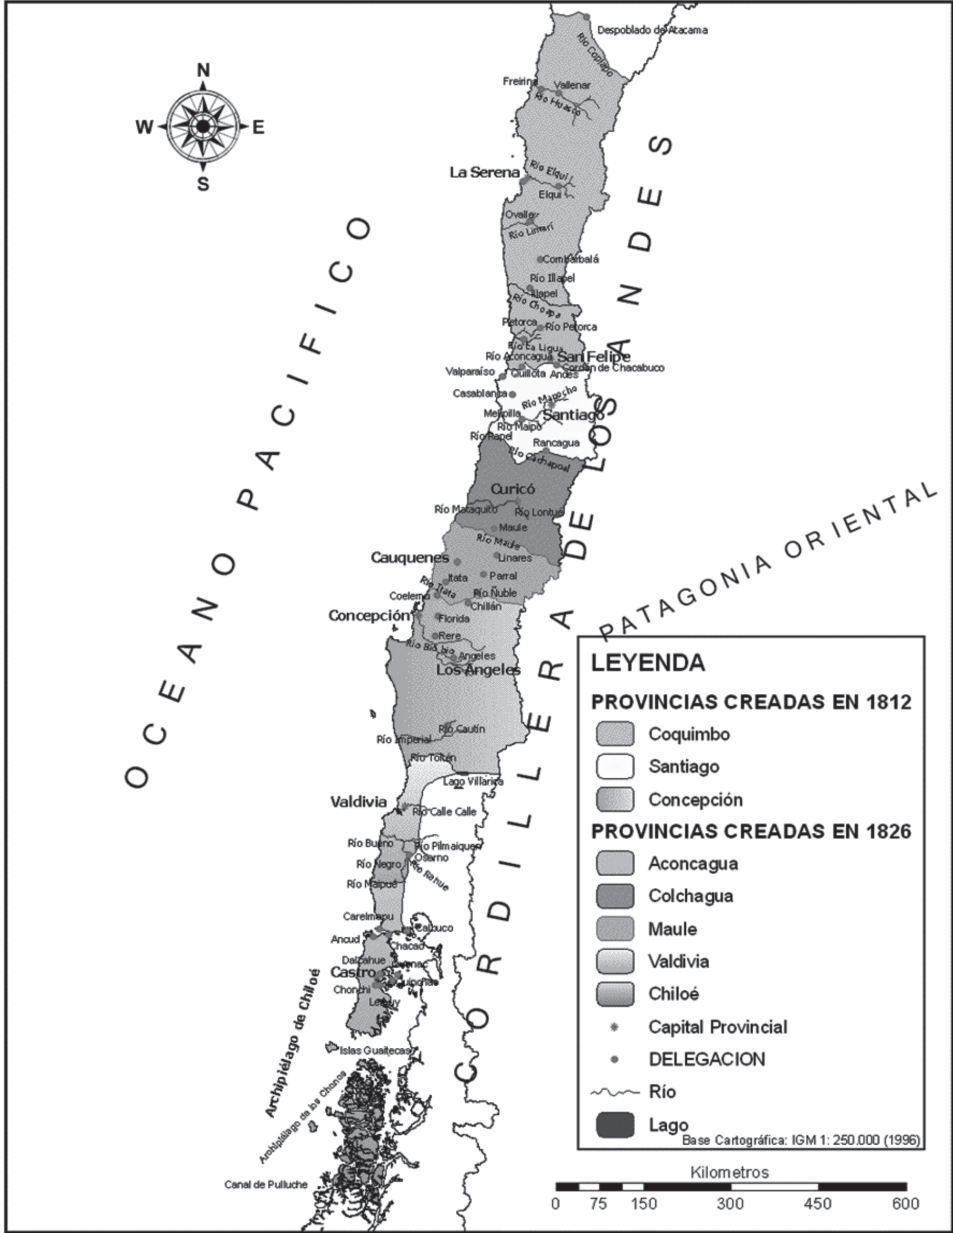 Despoblado de Atacama
Río Copiapo
Freirina
Vallenar
Río Huasco
N
W
E
S
La Serena
Río Elqui
Elqui
Ovalle
Río Limarí
Combarbalá
Río Illapel
Illapel
Río Choapa
Petorca
Río Petorca
Río La Ligua
Río Aconcagua
San Felipe
Cordon de Chacabuco
Valparaíso
Quillota
Andes
Casablanca
Río Mapocho
Melipilla
Santiago
Río Maipo
Río Rapel
Rancagua
Río Cachapoal
Curicó
Río Mataquito
Río Lontué
Maule
Río Maule
Cauquenes
Linares
Itata
Parral
Río Itata
Río Ñuble
Coelemu
Chillán
Concepción
Florida
Rere
Río Bio bio
Angeles
Los Angeles
Río Cautín
Río Imperial
Río Toltén
Lago Villarica
Valdivia
Río Calle Calle
Río Bueno
Río Pilmaiquen
Osorno
Río Negro
Río Rahue
Río Maipué
Carelmapu
Calbuco
Ancud
Chacao
Dalcahue
Castro
Chonchi
Islas Guaitecas
Archipiélago de Chiloé
Archipiélago de los Chonos
Canal de Pulluche
OCEANO PACIFICO
CORDILLERA DE LOS ANDES
PATAGONIA ORIENTAL
LEYENDA
PROVINCIAS CREADAS EN 1812
Coquimbo
Santiago
Concepción
PROVINCIAS CREADAS EN 1826
Aconcagua
Colchagua
Maule
Valdivia
Chiloé
Capital Provincial
DELEGACION
Río
Lago
Base Cartográfica: IGM 1: 250.000 (1996)
Kilometros
0 75 150 300 450 600